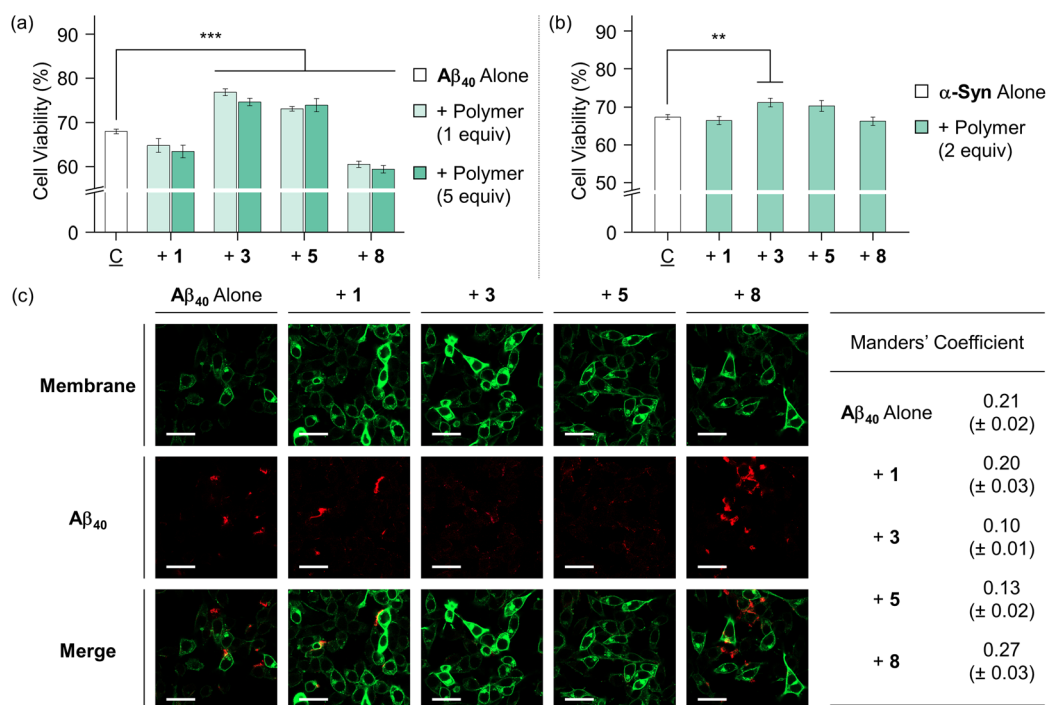 (a)
90
80
70
60
0
Cell Viability (%)
***
C
+ 1
+ 3
+ 5
+ 8
Aβ40 Alone
+ Polymer
(1 equiv)
+ Polymer
(5 equiv)
(b)
90
80
70
60
50
0
Cell Viability (%)
**
C
+ 1
+ 3
+ 5
+ 8
α-Syn Alone
+ Polymer
(2 equiv)
(c)
Aβ40 Alone
+ 1
+ 3
+ 5
+ 8
Membrane
Aβ40
Merge
Manders' Coefficient
Aβ40 Alone
0.21
(± 0.02)
+ 1
0.20
(± 0.03)
+ 3
0.10
(± 0.01)
+ 5
0.13
(± 0.02)
+ 8
0.27
(± 0.03)